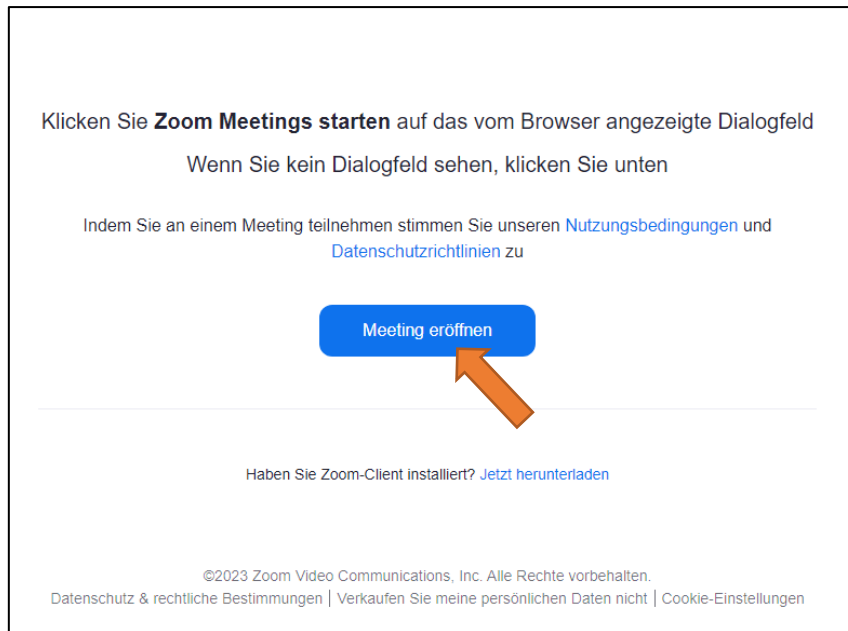 Klicken Sie Zoom Meetings starten auf das vom Browser angezeigte Dialogfeld
Wenn Sie kein Dialogfeld sehen, klicken Sie unten
Indem Sie an einem Meeting teilnehmen stimmen Sie unseren Nutzungsbedingungen und
Datenschutzrichtlinien zu
Meeting eröffnen
Haben Sie Zoom-Client installiert? Jetzt herunterladen
©2023 Zoom Video Communications, Inc. Alle Rechte vorbehalten.
Datenschutz & rechtliche Bestimmungen | Verkaufen Sie meine persönlichen Daten nicht | Cookie-Einstellungen